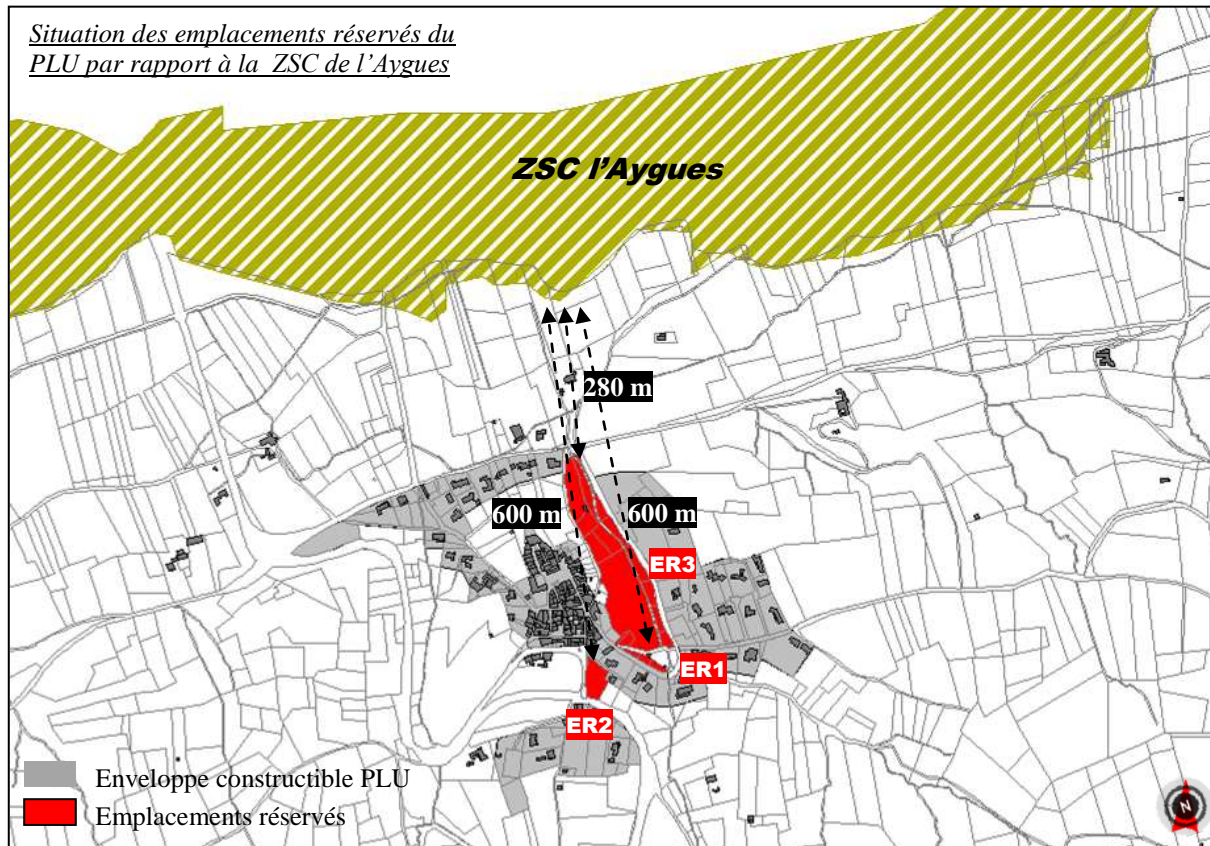 Situation des emplacements réservés du
PLU par rapport à la ZSC de l'Aygues
ZSC l'Aygues
280 m
600 m
600 m
ER3
ER1
ER2
Enveloppe constructible PLU
Emplacements réservés
N